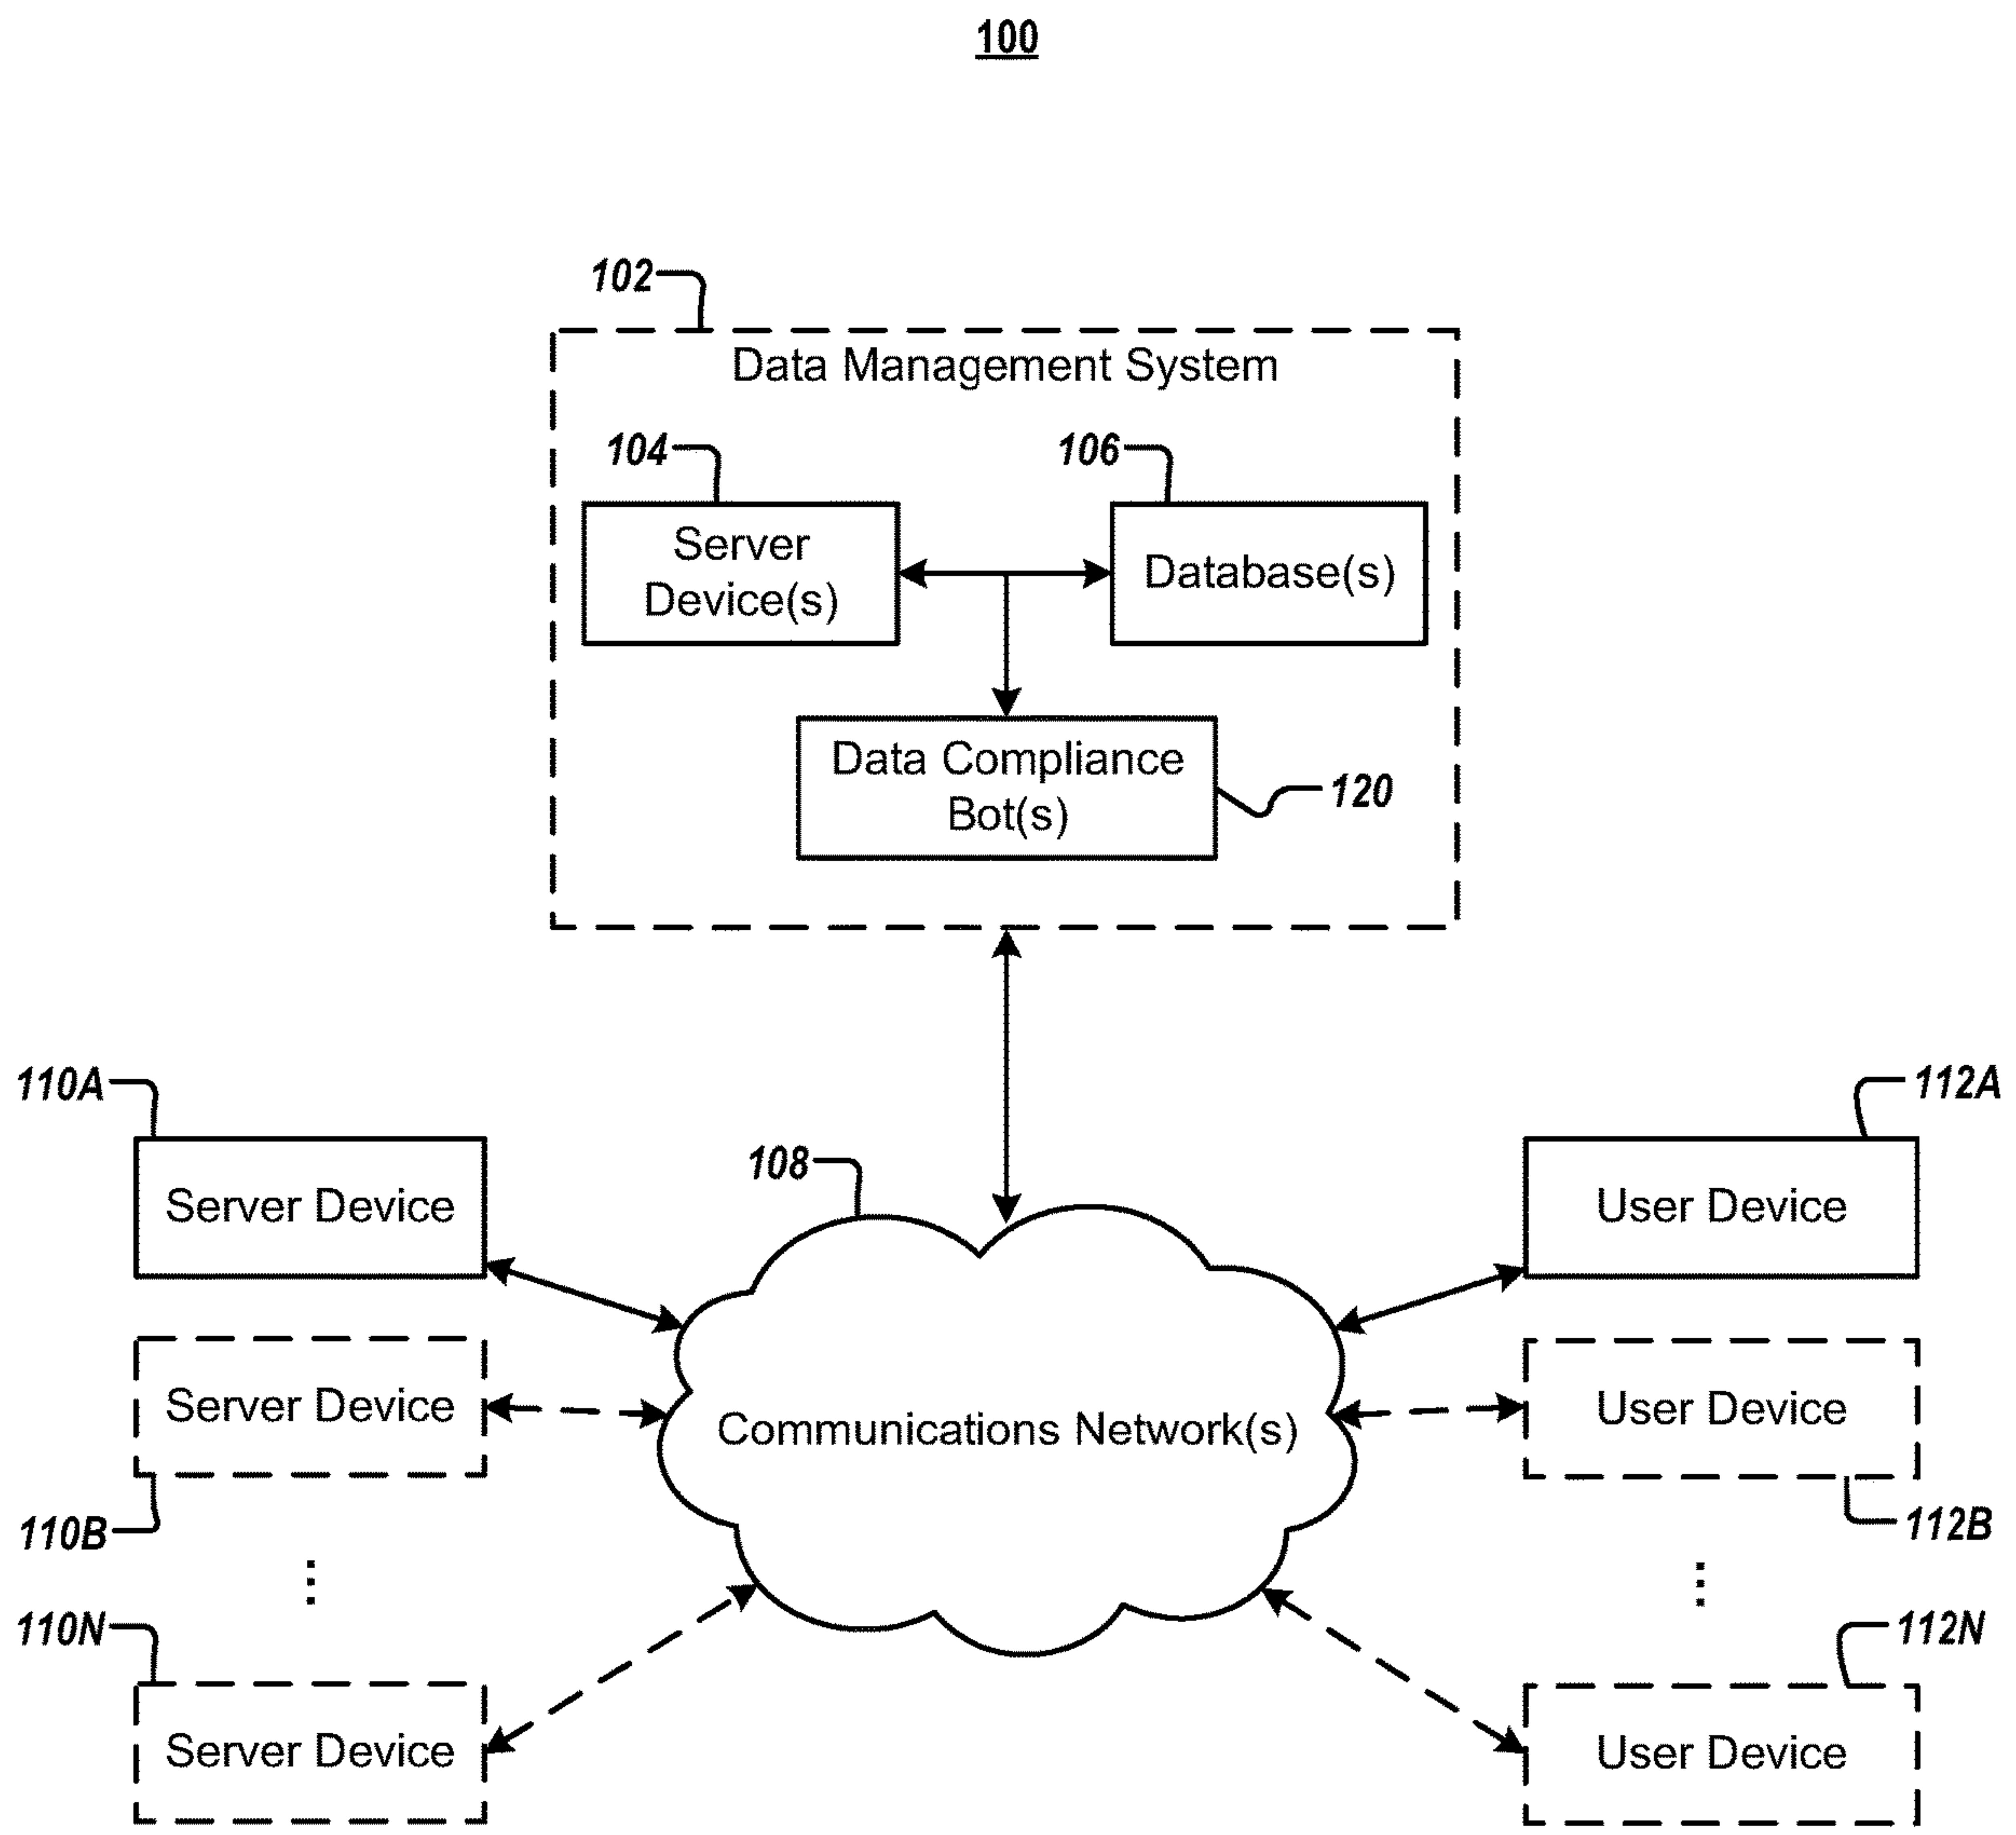 100
102
Data Management System
104
106
Server
Device(s)
Database(s)
Data Compliance
Bot(s)
120
110A
112A
108
Server Device
User Device
Server Device
User Device
Communications Network(s)
110B
112B
110N
112N
Server Device
User Device